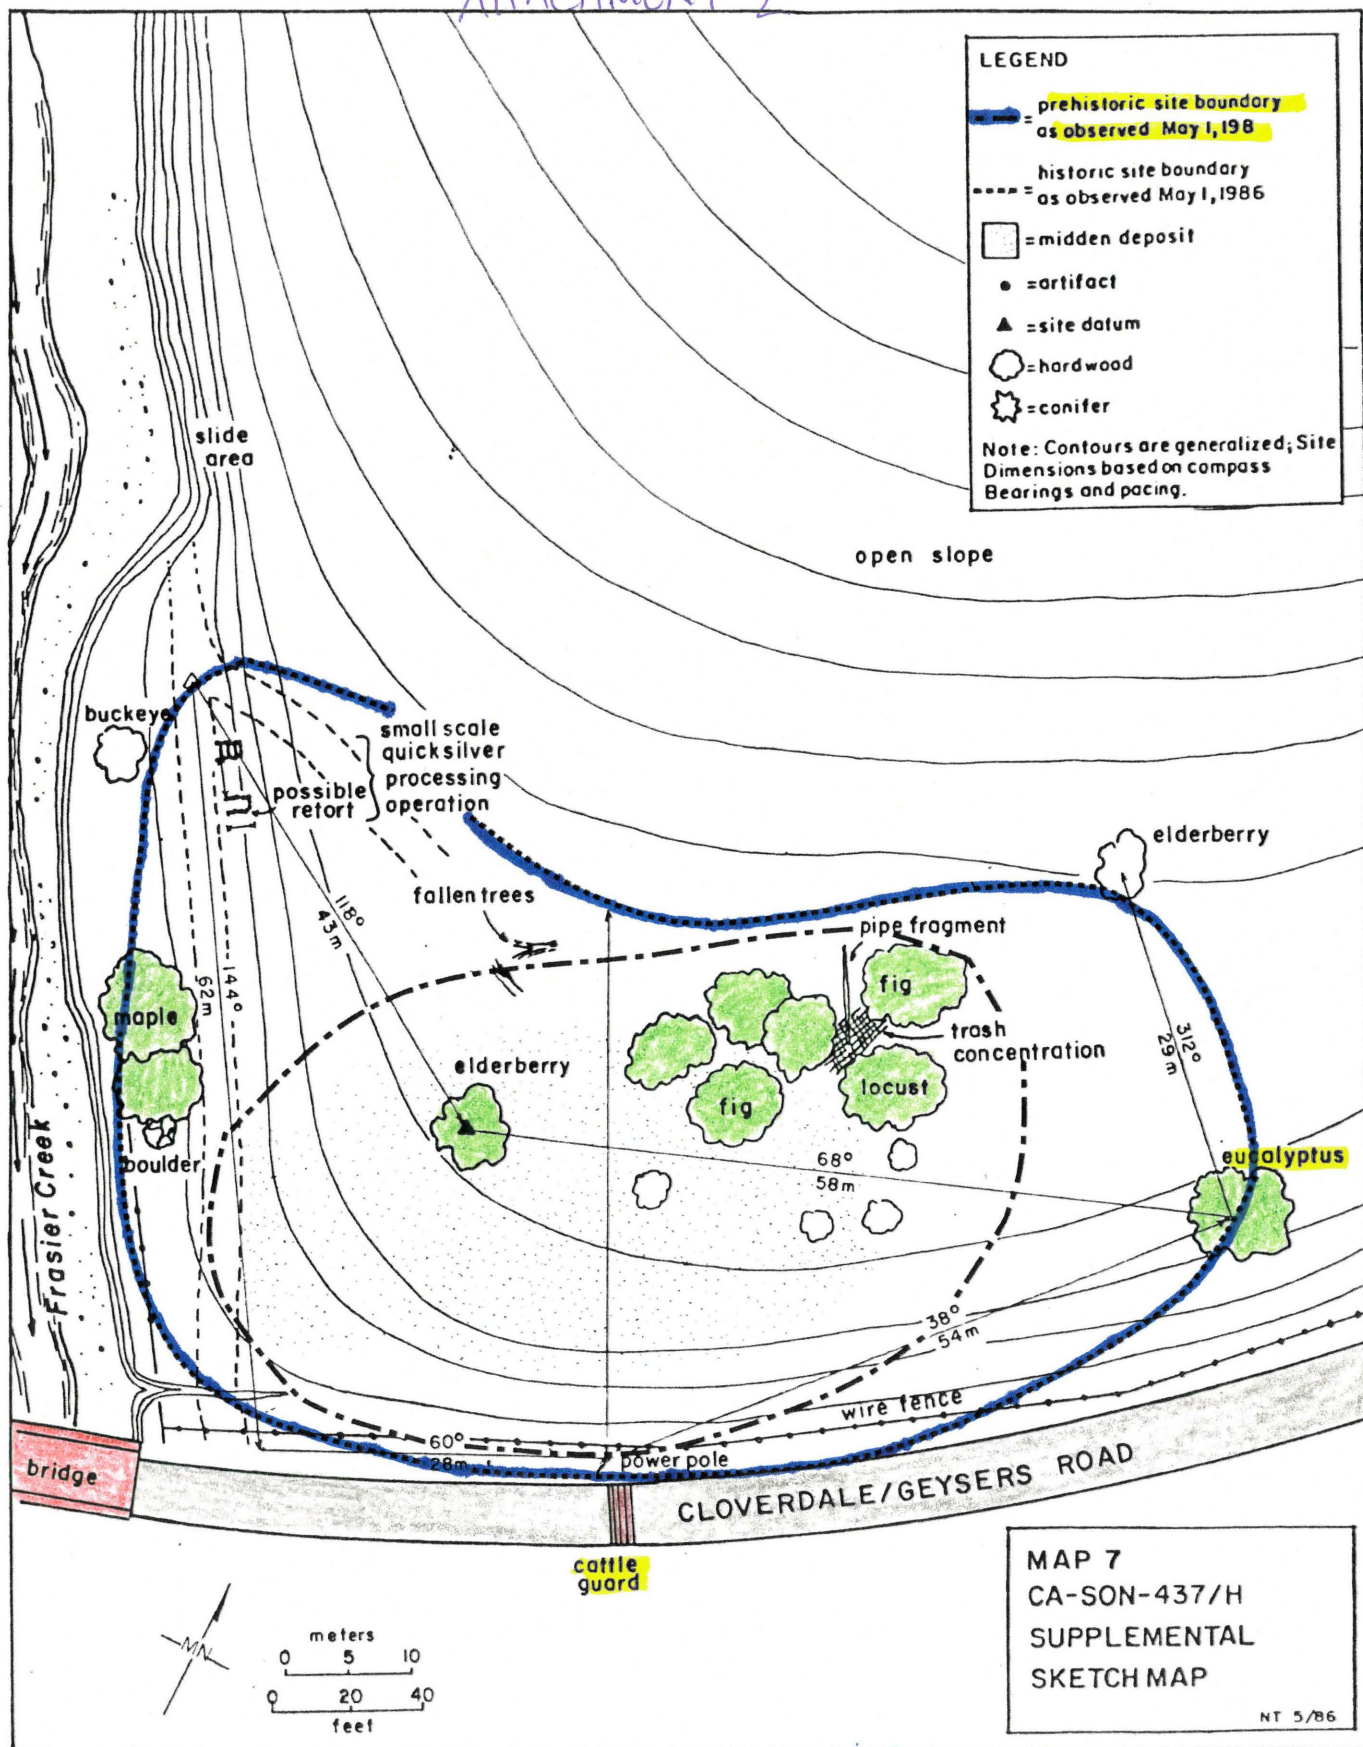 ATTACHMENT 2
LEGEND
= prehistoric site boundary
as observed May 1, 198
= historic site boundary
as observed May 1, 1986
= midden deposit
= artifact
= site datum
= hardwood
= conifer
Note: Contours are generalized; Site
Dimensions based on compass
Bearings and pacing.
slide
area
open slope
buckeye
small scale
quicksilver
processing
operation
possible
retort
elderberry
fallen trees
118°
43m
pipe fragment
fig
maple
62m
144°
trash
concentration
312°
29m
elderberry
locust
fig
boulder
Frasier Creek
68°
58m
eucalyptus
38°
54m
wire fence
60°
28m
power pole
bridge
CLOVERDALE/GEYSERS ROAD
cattle
guard
MN
meters
0 5 10
0 20 40
feet
MAP 7
CA-SON-437/H
SUPPLEMENTAL
SKETCH MAP
NT 5/86